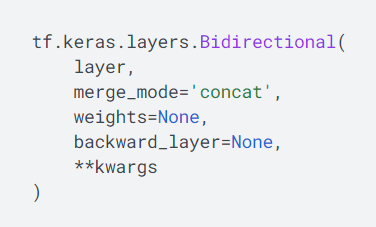 tf.keras.layers.Bidirectional(
    layer,
    merge_mode='concat',
    weights=None,
    backward_layer=None,
    **kwargs
)